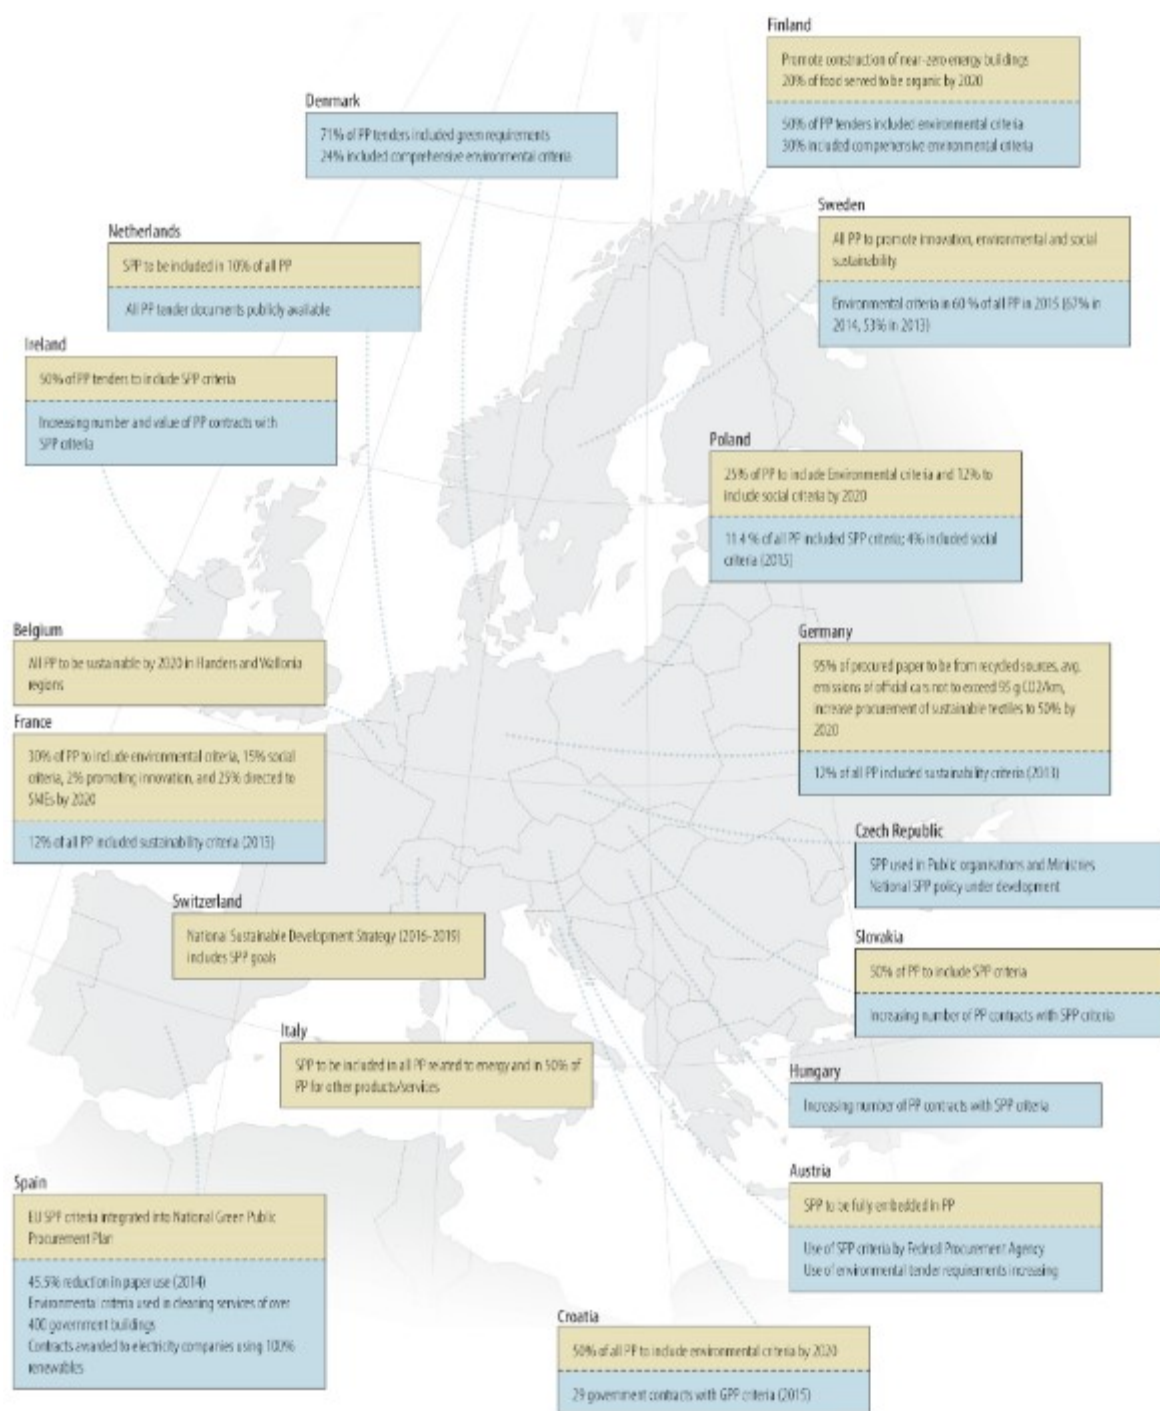 Finland
Promote construction of near-zero energy buildings
20% of food served to be organic by 2020
50% of PP tenders included environmental criteria
30% included comprehensive environmental criteria
Denmark
71% of PP tenders included green requirements
24% included comprehensive environmental criteria
Sweden
All PP to promote innovation, environmental and social
sustainability
Environmental criteria in 60 % of all PP in 2015 (67% in
2014, 53% in 2013)
Netherlands
SPP to be included in 10% of all PP
All PP tender documents publicly available
Ireland
50% of PP tenders to include SPP criteria
Increasing number and value of PP contracts with
SPP criteria
Poland
25% of PP to include Environmental criteria and 12% to
include social criteria by 2020
11.4 % of all PP included SPP criteria; 4% included social
criteria (2015)
Belgium
All PP to be sustainable by 2020 in Flanders and Wallonia
regions
Germany
95% of procured paper to be from recycled sources, avg.
emissions of official cars not to exceed 95 g CO2/km,
increase procurement of sustainable textiles to 50% by
2020
12% of all PP included sustainability criteria (2013)
France
30% of PP to include environmental criteria, 15% social
criteria, 2% promoting innovation, and 25% directed to
SMEs by 2020
12% of all PP included sustainability criteria (2013)
Czech Republic
SPP used in Public organisations and Ministries
National SPP policy under development
Switzerland
National Sustainable Development Strategy (2016-2019)
includes SPP goals
Slovakia
50% of PP to include SPP criteria
Increasing number of PP contracts with SPP criteria
Italy
SPP to be included in all PP related to energy and in 50% of
PP for other products/services
Hungary
Increasing number of PP contracts with SPP criteria
Spain
EU SPP criteria integrated into National Green Public
Procurement Plan
45.5% reduction in paper use (2014)
Environmental criteria used in cleaning services of over
400 government buildings
Contracts awarded to electricity companies using 100%
renewables
Austria
SPP to be fully embedded in PP
Use of SPP criteria by Federal Procurement Agency
Use of environmental tender requirements increasing
Croatia
50% of all PP to include environmental criteria by 2020
29 government contracts with GPP criteria (2015)